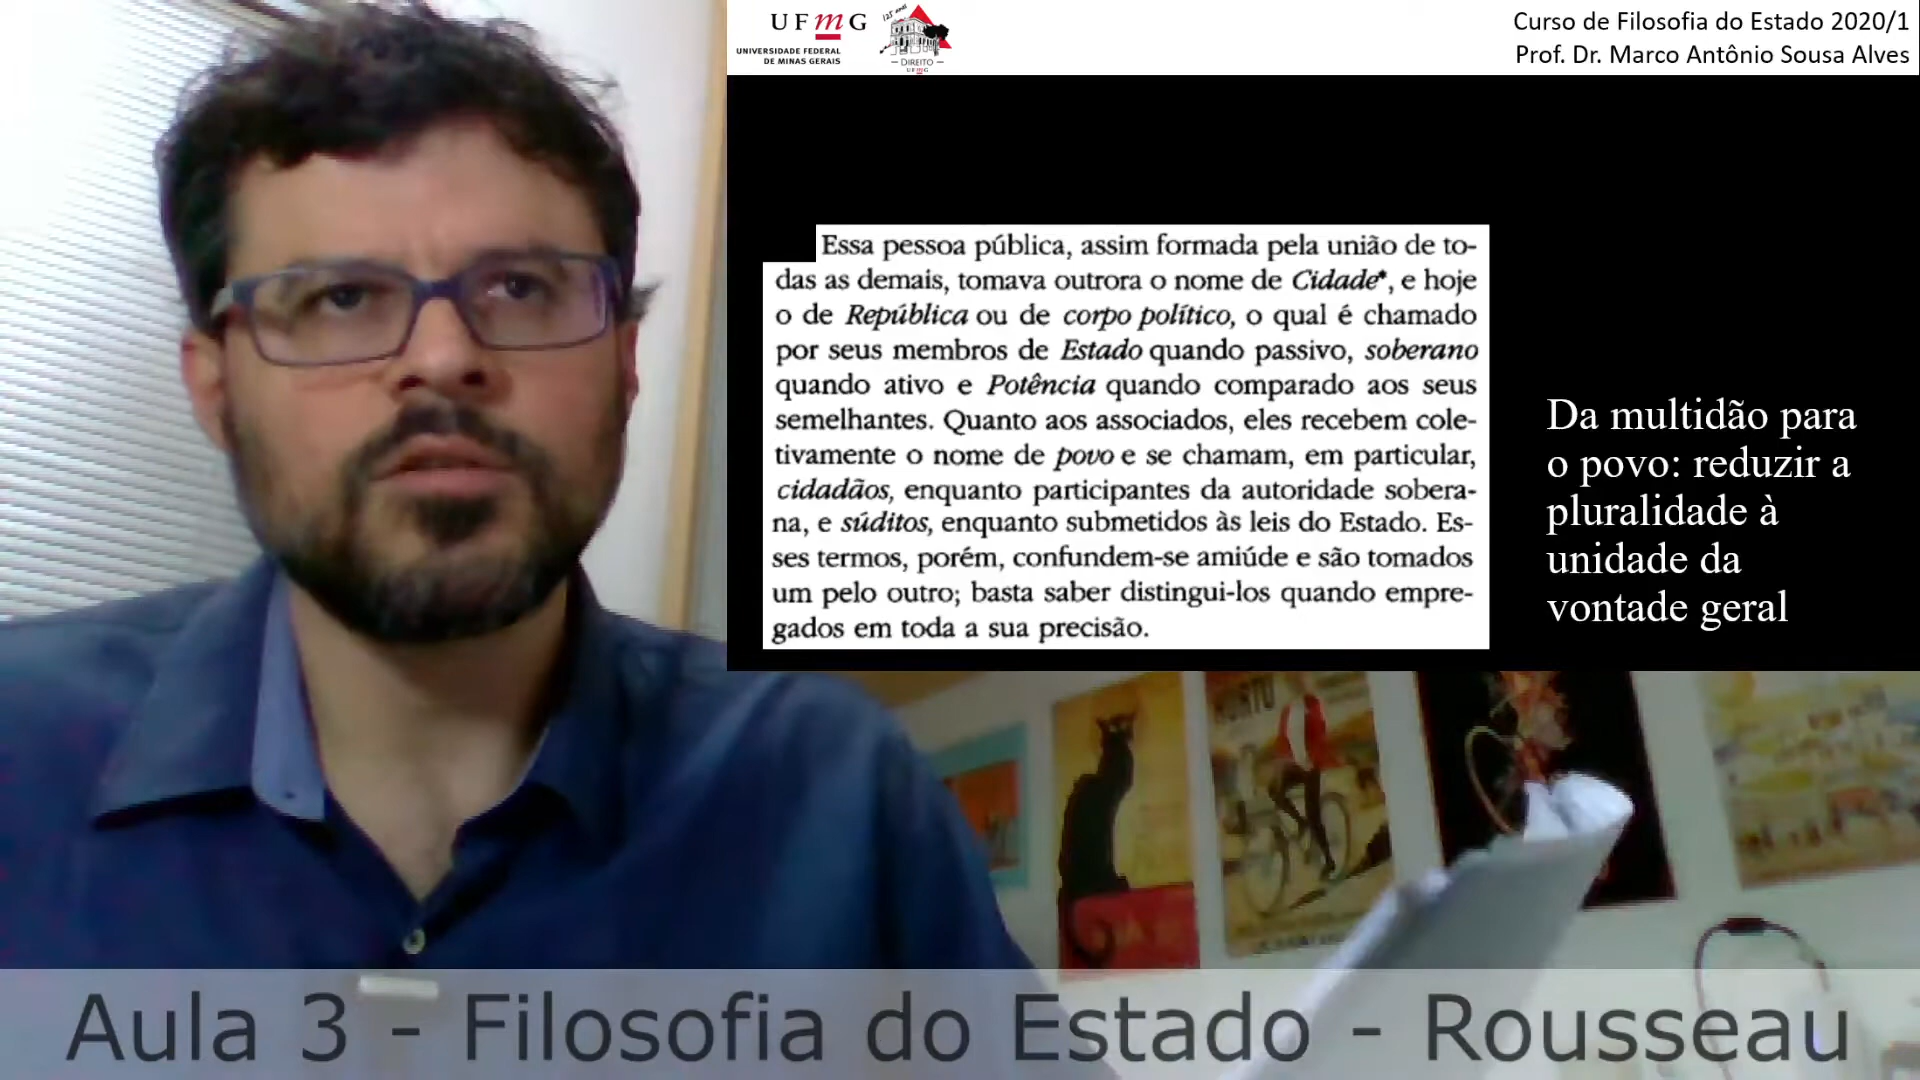 UFmG
UNIVERSIDADE FEDERAL
DE MINAS GERAIS
125 anos
DIREITO
UFmG
Curso de Filosofia do Estado 2020/1
Prof. Dr. Marco Antônio Sousa Alves
Essa pessoa pública, assim formada pela união de to-
das as demais, tomava outrora o nome de Cidade*, e hoje
o de República ou de corpo político, o qual é chamado
por seus membros de Estado quando passivo, soberano
quando ativo e Potência quando comparado aos seus
semelhantes. Quanto aos associados, eles recebem cole-
tivamente o nome de povo e se chamam, em particular,
cidadãos, enquanto participantes da autoridade sobera-
na, e súditos, enquanto submetidos às leis do Estado. Es-
ses termos, porém, confundem-se amiúde e são tomados
um pelo outro; basta saber distingui-los quando empre-
gados em toda a sua precisão.
Da multidão para
o povo: reduzir a
pluralidade à
unidade da
vontade geral
Aula 3 - Filosofia do Estado - Rousseau